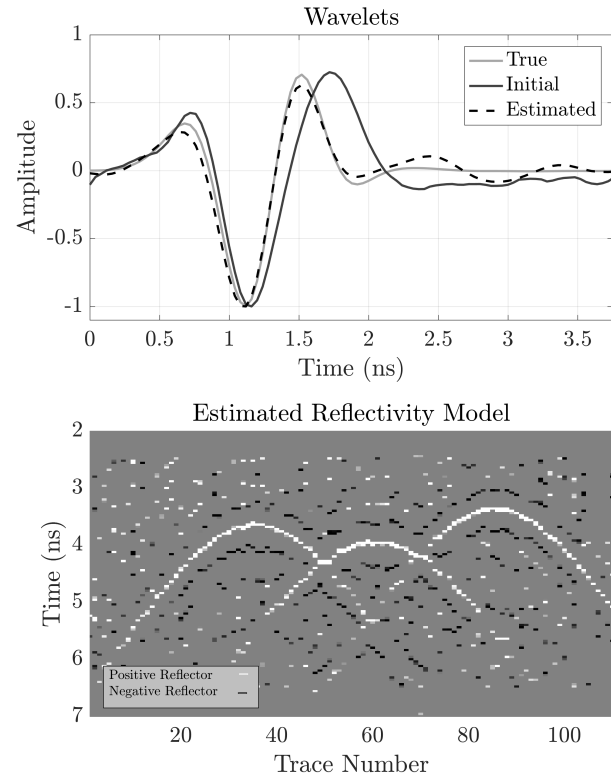 Wavelets
1
0.5
0
-0.5
-1
Amplitude
True
Initial
Estimated
0 0.5 1 1.5 2 2.5 3 3.5
Time (ns)
Estimated Reflectivity Model
2
3
4
5
6
7
Time (ns)
Positive Reflector
Negative Reflector
20 40 60 80 100
Trace Number